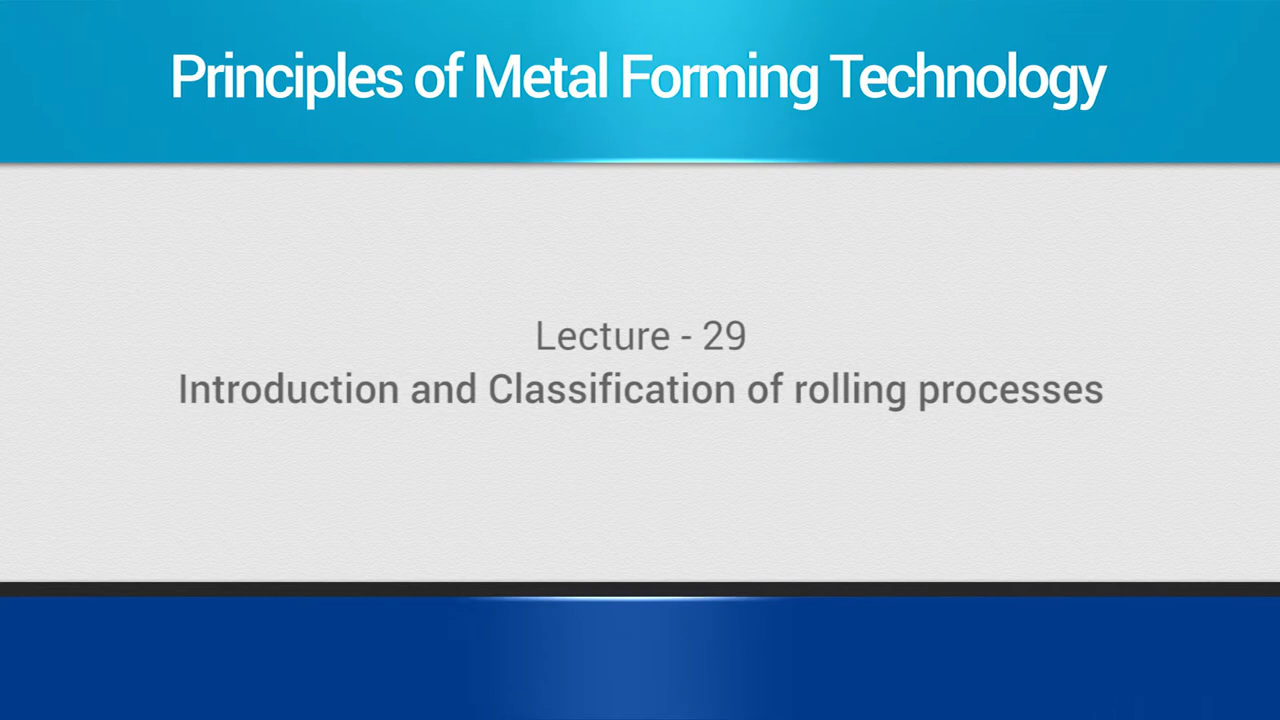 Principles of Metal Forming Technology
Lecture - 29
Introduction and Classification of rolling processes